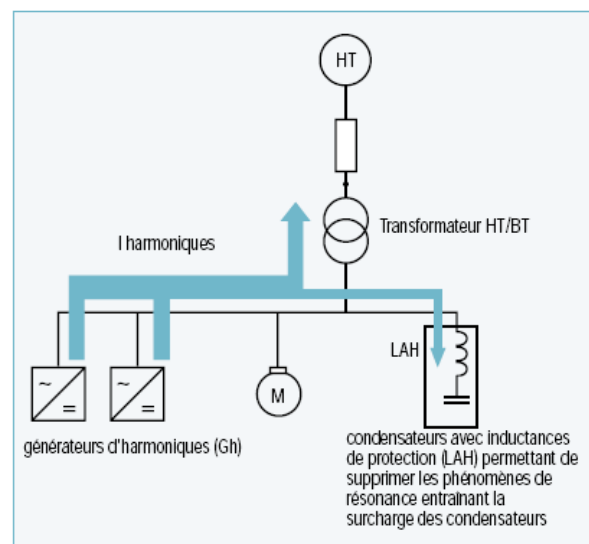 HT
Transformateur HT/BT
I harmoniques
LAH
~
=
~
=
M
générateurs d'harmoniques (Gh)
condensateurs avec inductances
de protection (LAH) permettant de
supprimer les phénomènes de
résonance entraînant la
surcharge des condensateurs